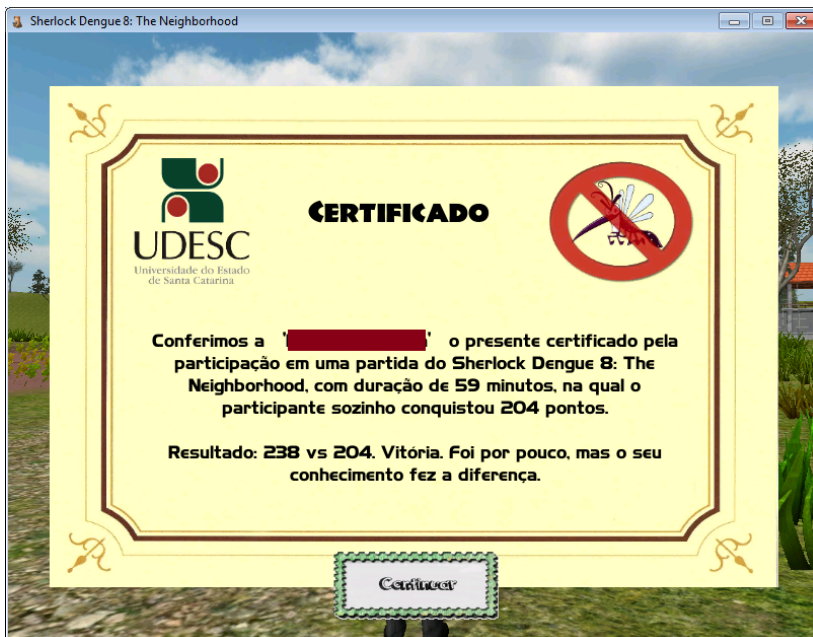 Sherlock Dengue 8: The Neighborhood
CERTIFICADO
UDESC
Universidade do Estado
de Santa Catarina
Conferimos a ' ' o presente certificado pela
participação em uma partida do Sherlock Dengue 8: The
Neighborhood, com duração de 59 minutos, na qual o
participante sozinho conquistou 204 pontos.
Resultado: 238 vs 204. Vitória. Foi por pouco, mas o seu
conhecimento fez a diferença.
Continuar